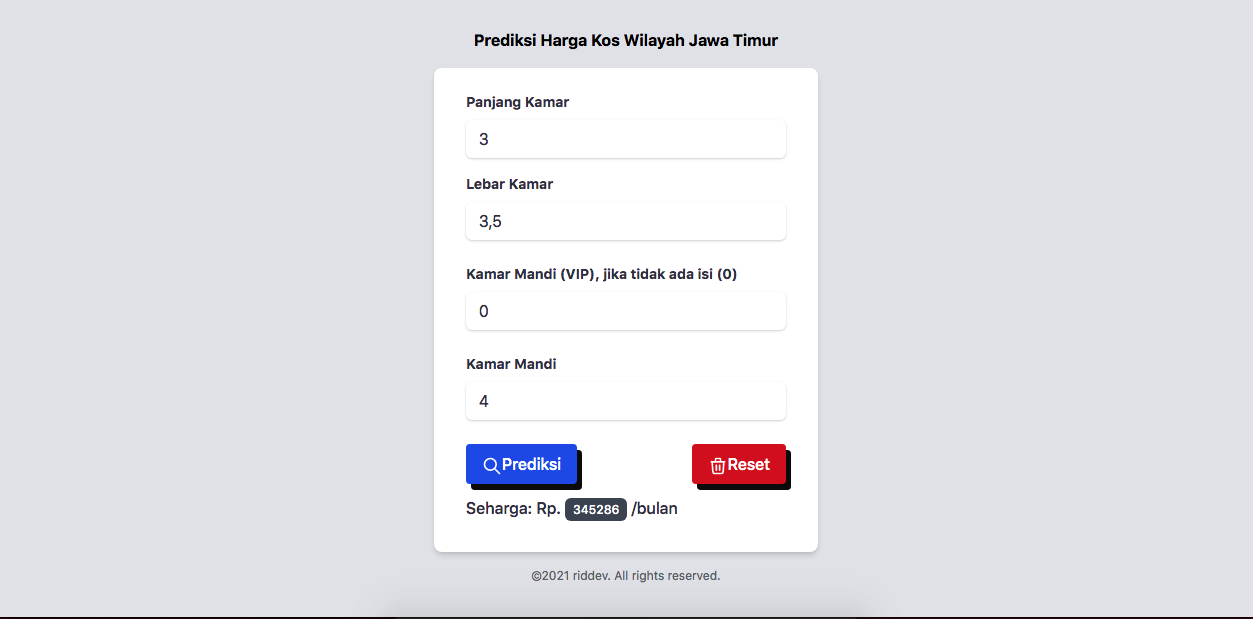 Prediksi Harga Kos Wilayah Jawa Timur
Panjang Kamar
3
Lebar Kamar
3,5
Kamar Mandi (VIP), jika tidak ada isi (0)
0
Kamar Mandi
4
Prediksi Reset
Seharga: Rp. 345286 /bulan
©2021 riddev. All rights reserved.